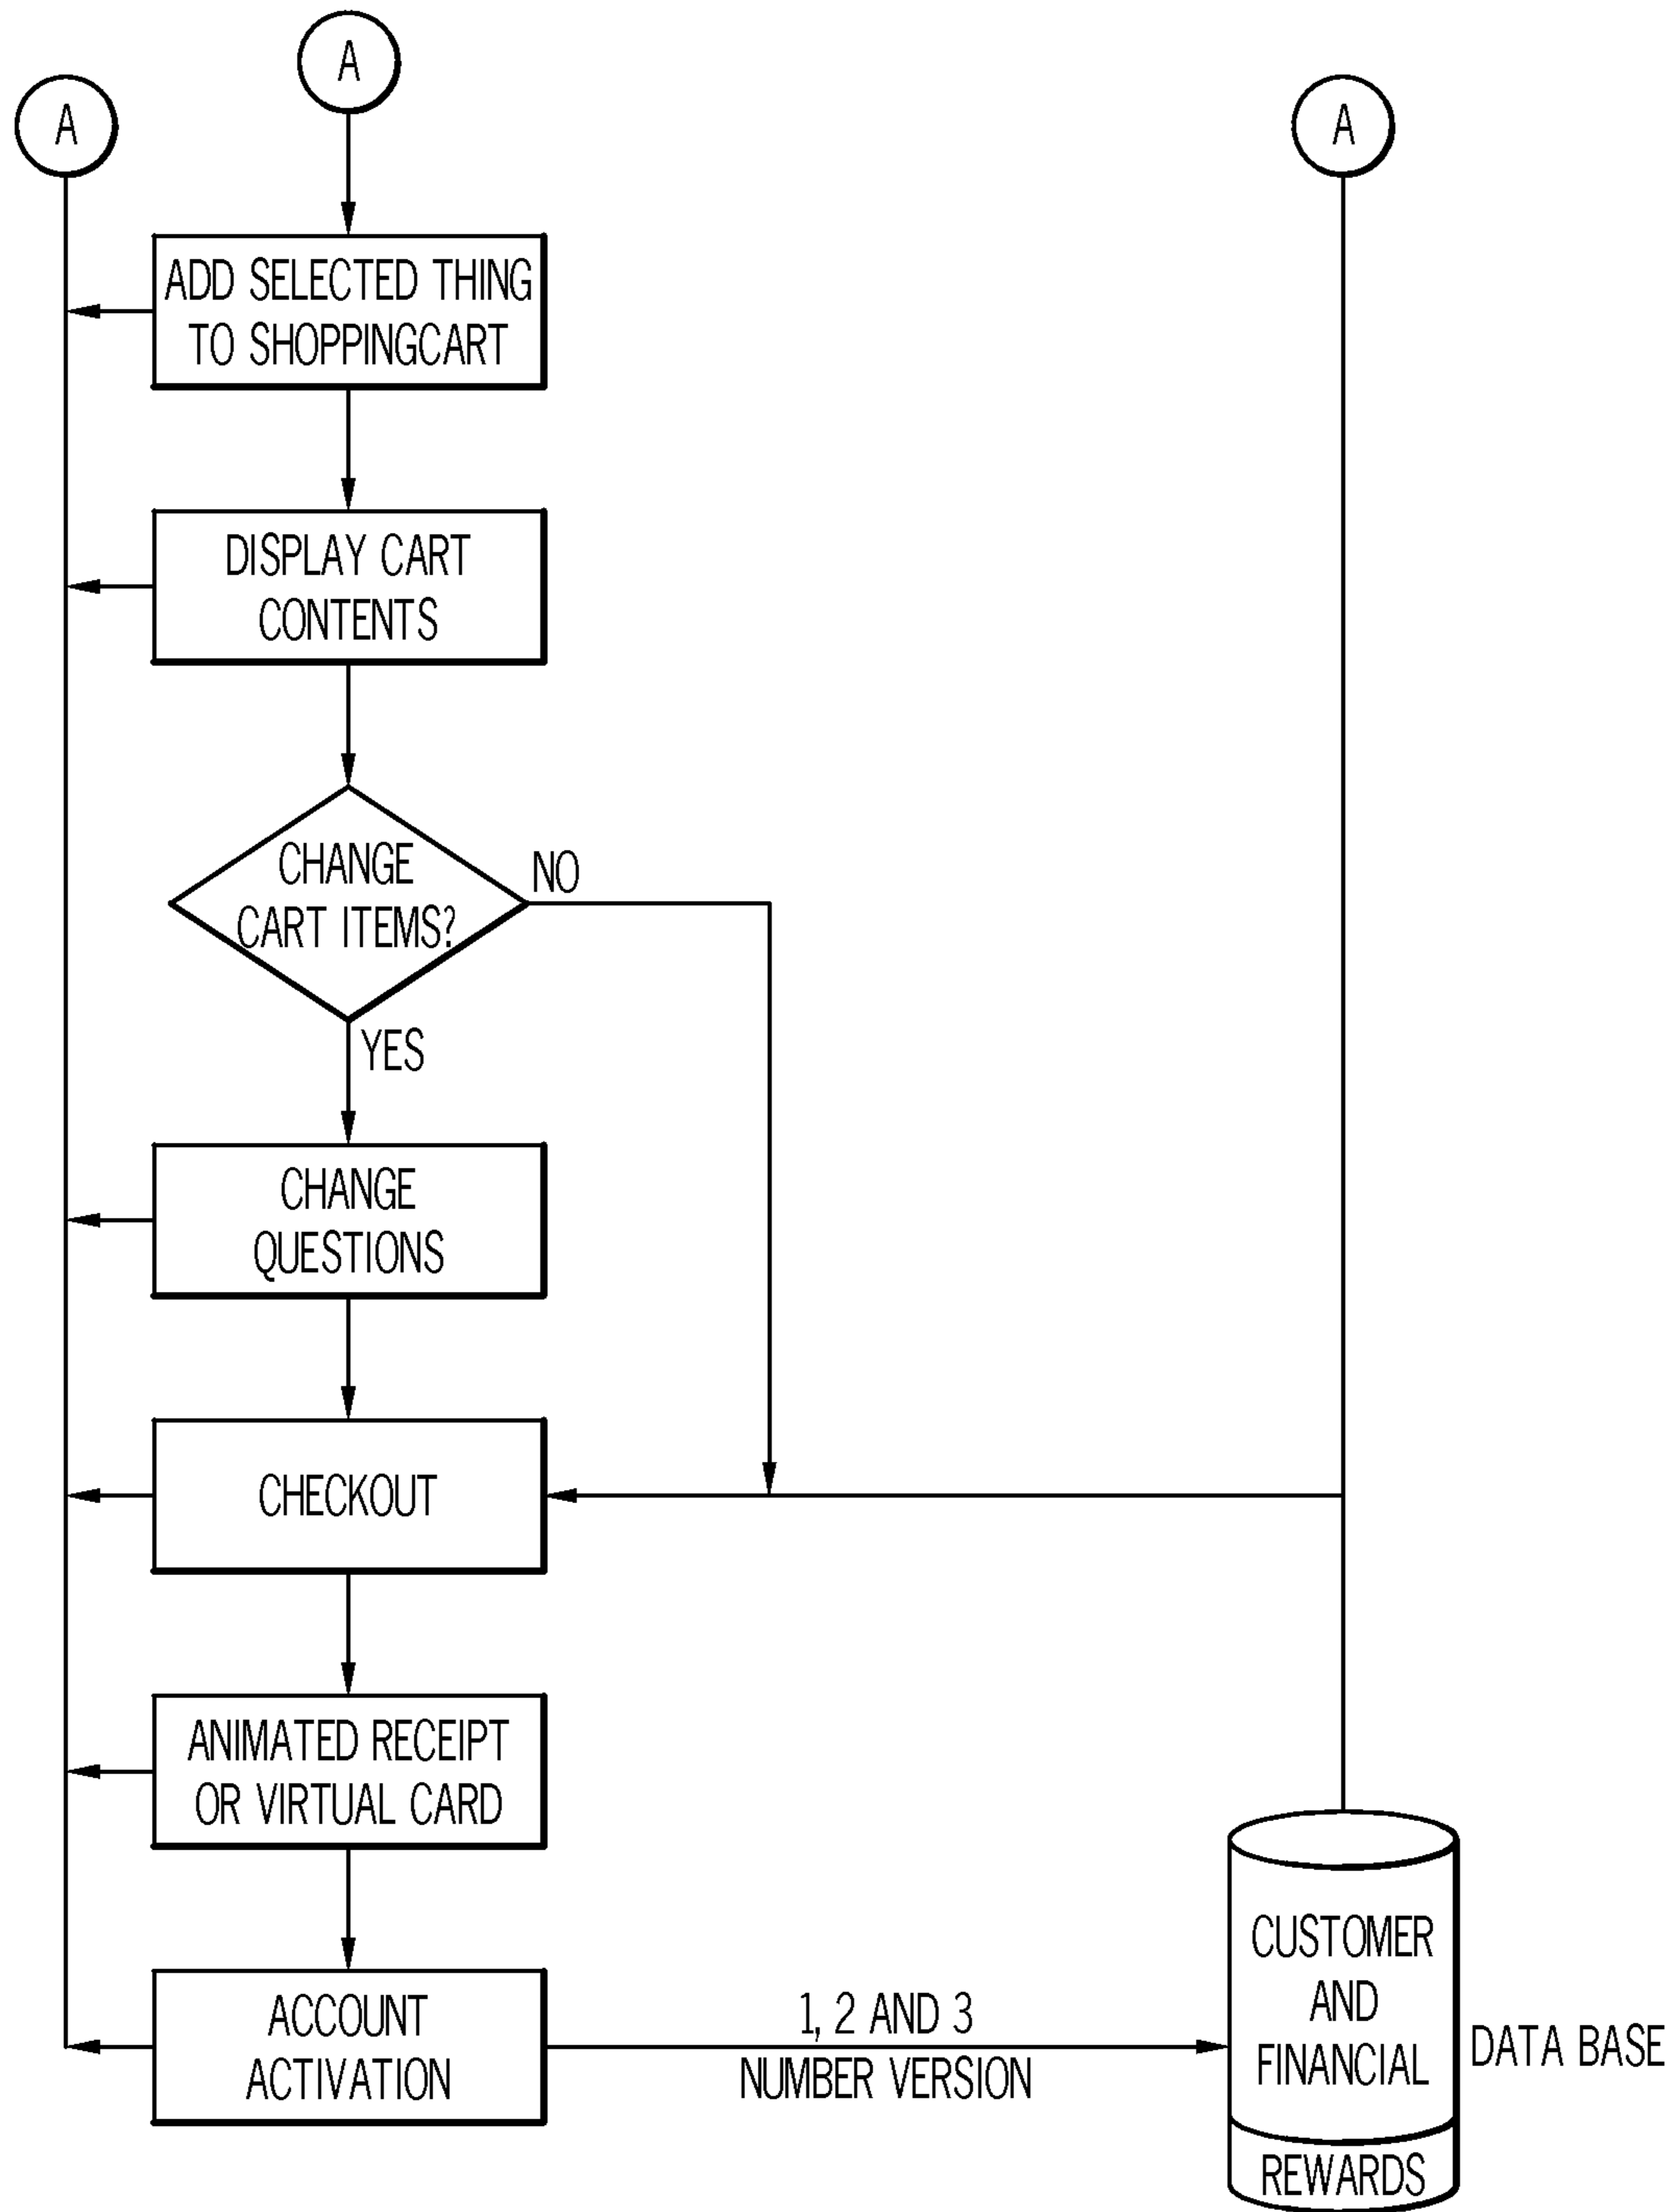 A
A
A
ADD SELECTED THING
TO SHOPPINGCART
DISPLAY CART
CONTENTS
CHANGE
CART ITEMS?
NO
YES
CHANGE
QUESTIONS
CHECKOUT
ANIMATED RECEIPT
OR VIRTUAL CARD
ACCOUNT
ACTIVATION
1, 2 AND 3
NUMBER VERSION
CUSTOMER
AND
FINANCIAL
DATA BASE
REWARDS